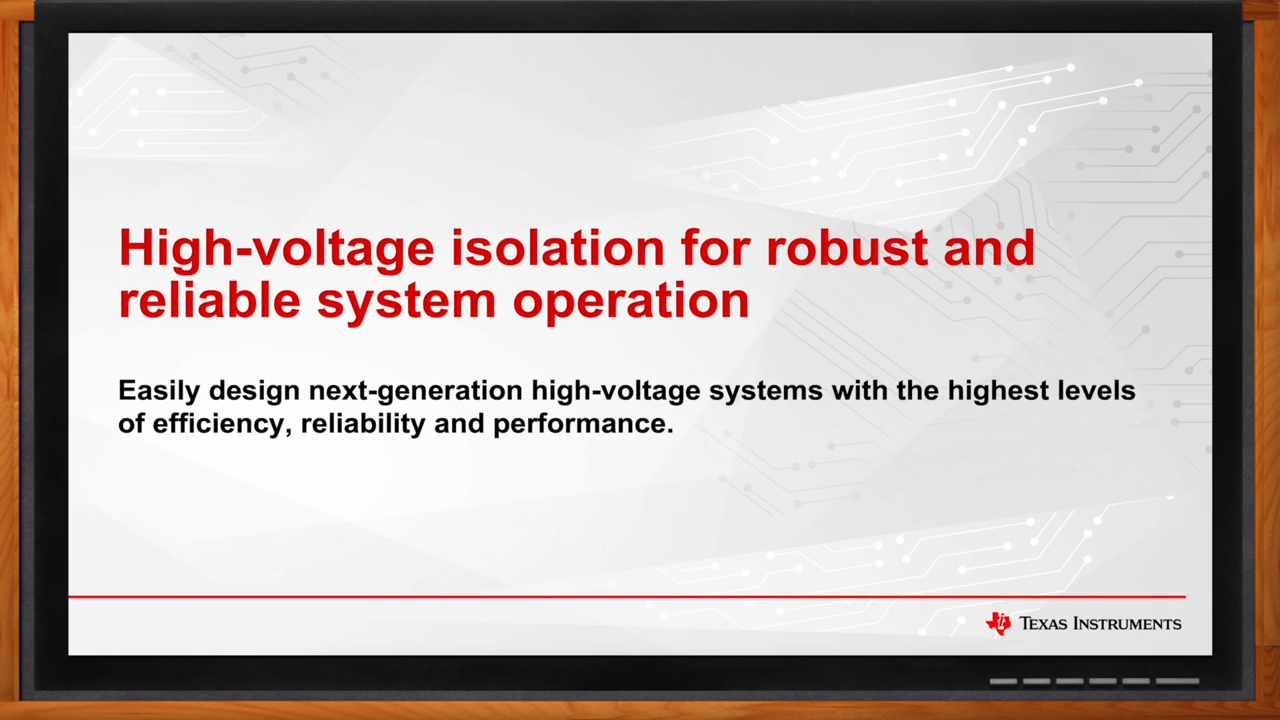 High-voltage isolation for robust and
reliable system operation
Easily design next-generation high-voltage systems with the highest levels
of efficiency, reliability and performance.
TEXAS INSTRUMENTS